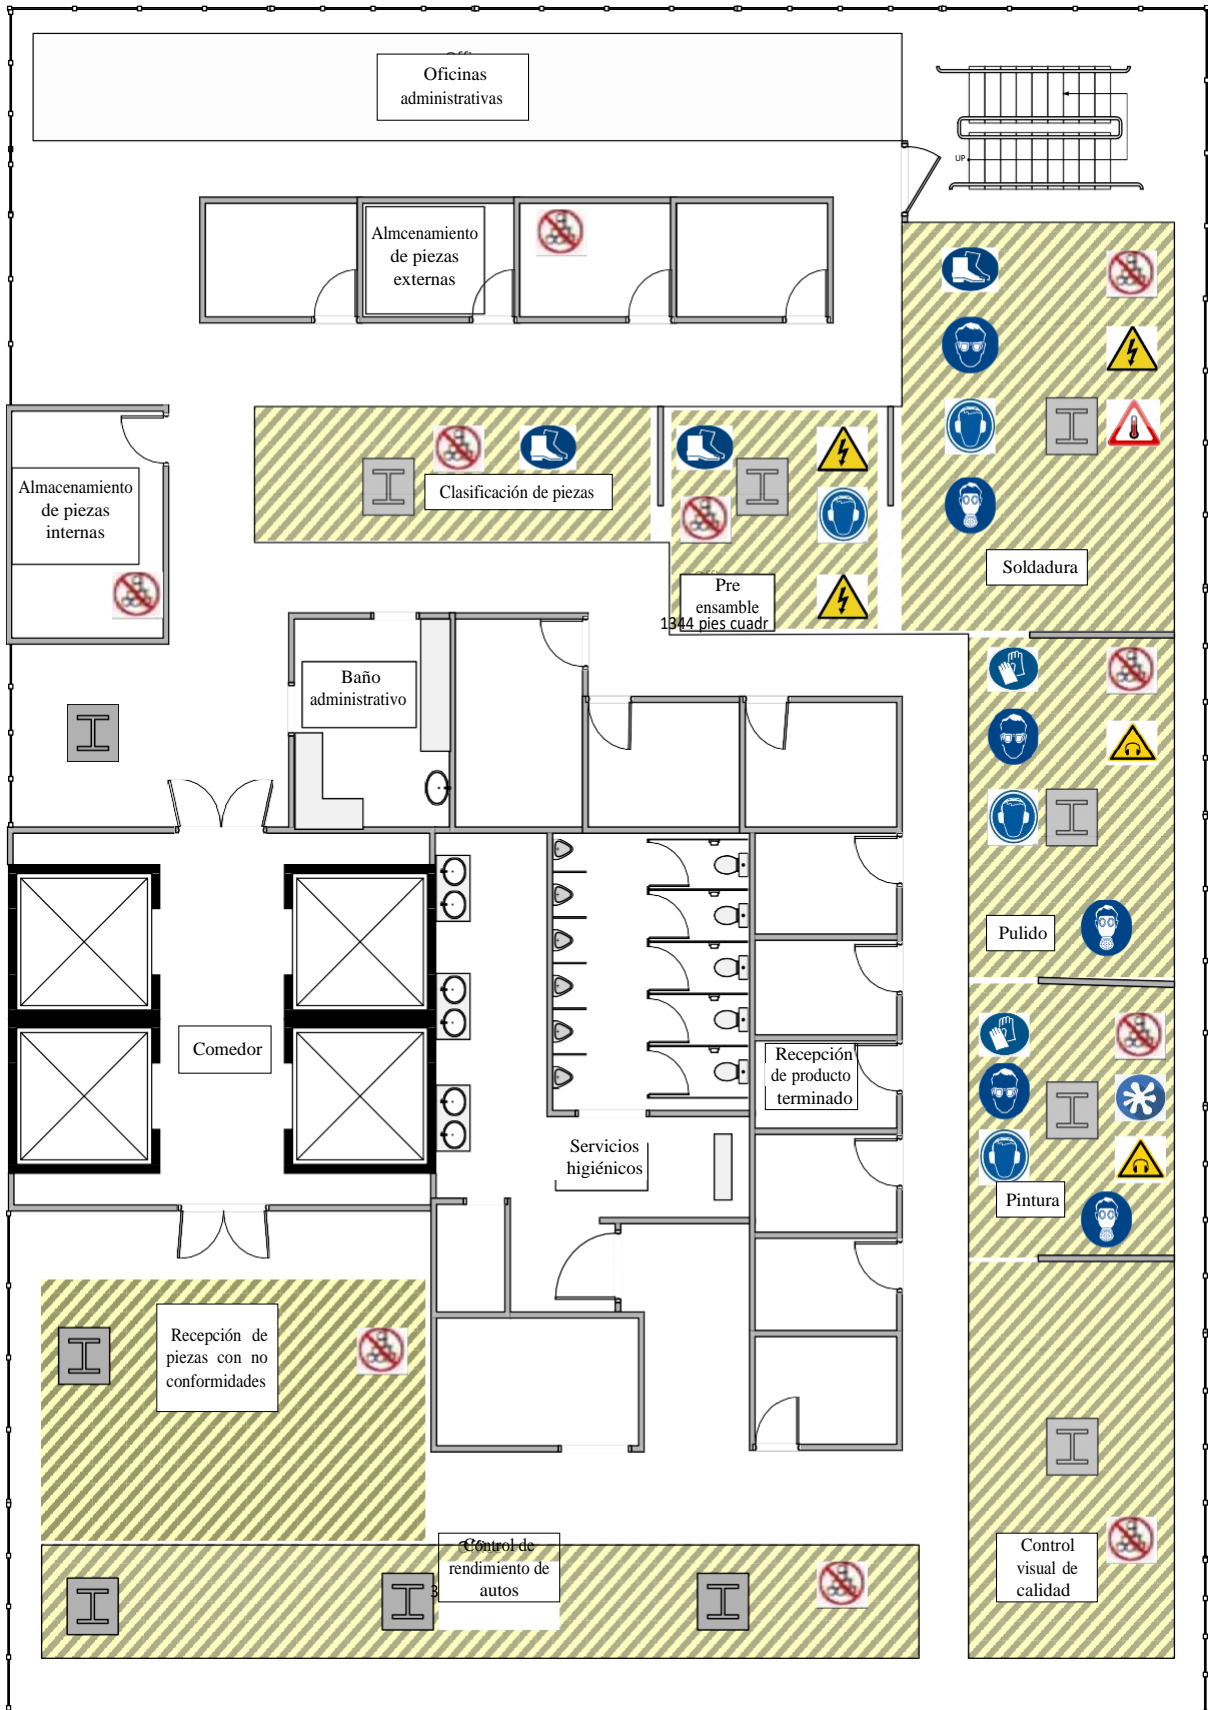 Oficinas
administrativas
UP
Almcenamiento
de piezas
externas
Almacenamiento
de piezas
internas
Clasificación de piezas
Pre
ensamble
1344 pies cuadr
Soldadura
Baño
administrativo
Pulido
Comedor
Recepción
de producto
terminado
Servicios
higiénicos
Pintura
Recepción de
piezas con no
conformidades
Control de
rendimiento de
autos
3
Control
visual de
calidad